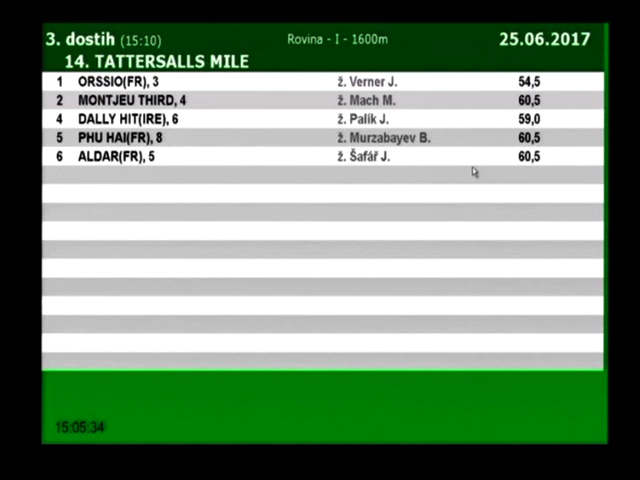 3. dostih (15:10) Rovina - I - 1600m 25.06.2017
14. TATTERSALLS MILE
1 ORSSIO(FR), 3 ž. Verner J. 54,5
2 MONTJEU THIRD, 4 ž. Mach M. 60,5
4 DALLY HIT(IRE), 6 ž. Palík J. 59,0
5 PHU HAI(FR), 8 ž. Murzabayev B. 60,5
6 ALDAR(FR), 5 ž. Šafář J. 60,5
15:05:34